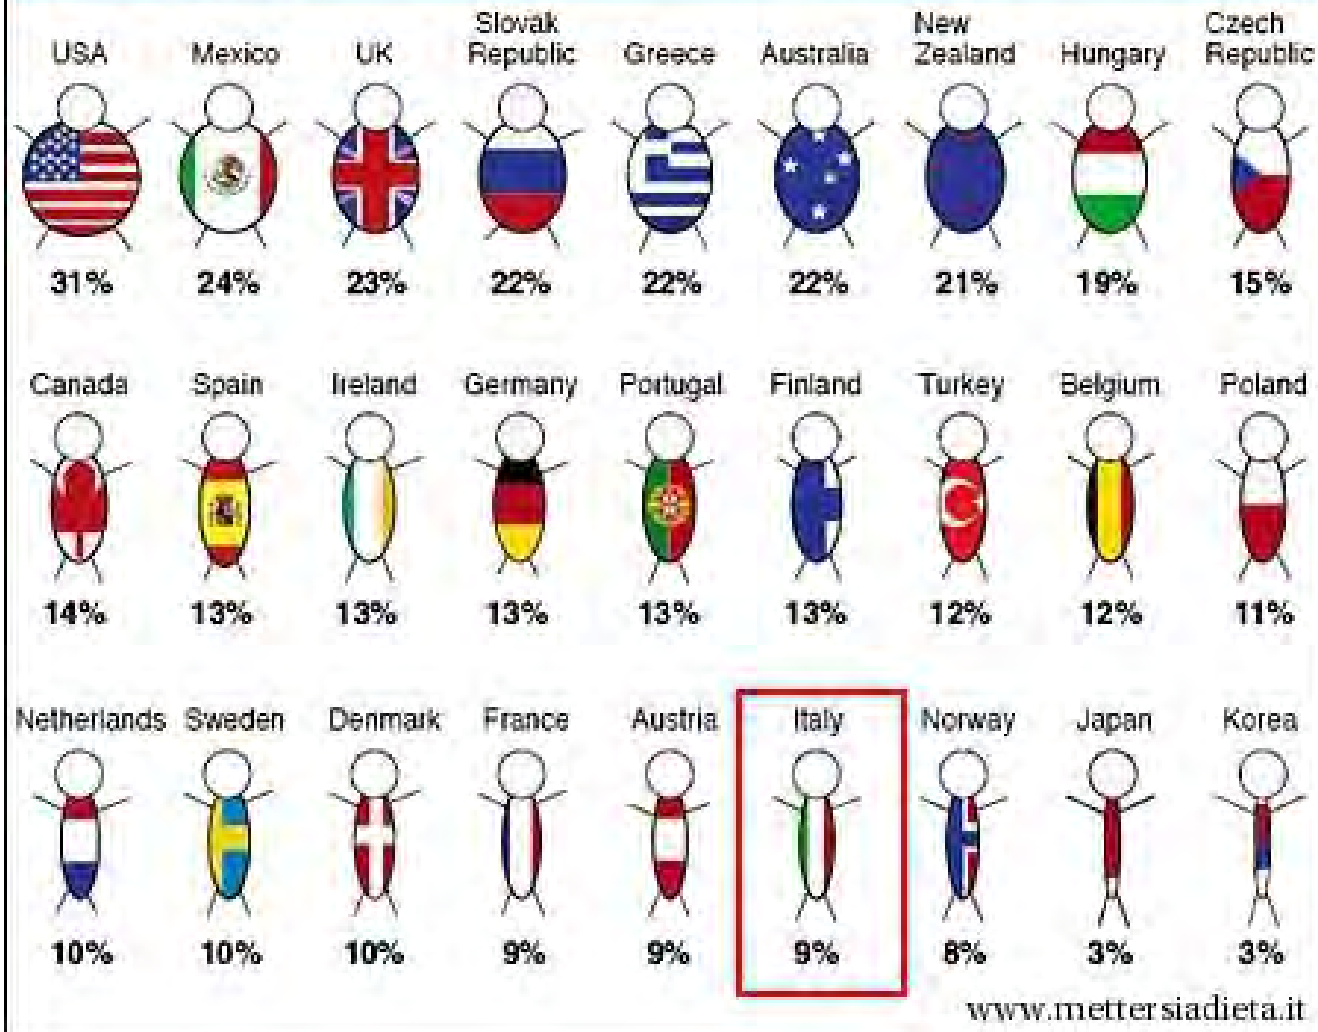 USA Mexico UK Slovak Republic Greece Australia New Zealand Hungary Czech Republic
31% 24% 23% 22% 22% 22% 21% 19% 15%
Canada Spain Ireland Germany Portugal Finland Turkey Belgium Poland
14% 13% 13% 13% 13% 13% 12% 12% 11%
Netherlands Sweden Denmark France Austria Italy Norway Japan Korea
10% 10% 10% 9% 9% 9% 8% 3% 3%
www.mettersiadieta.it